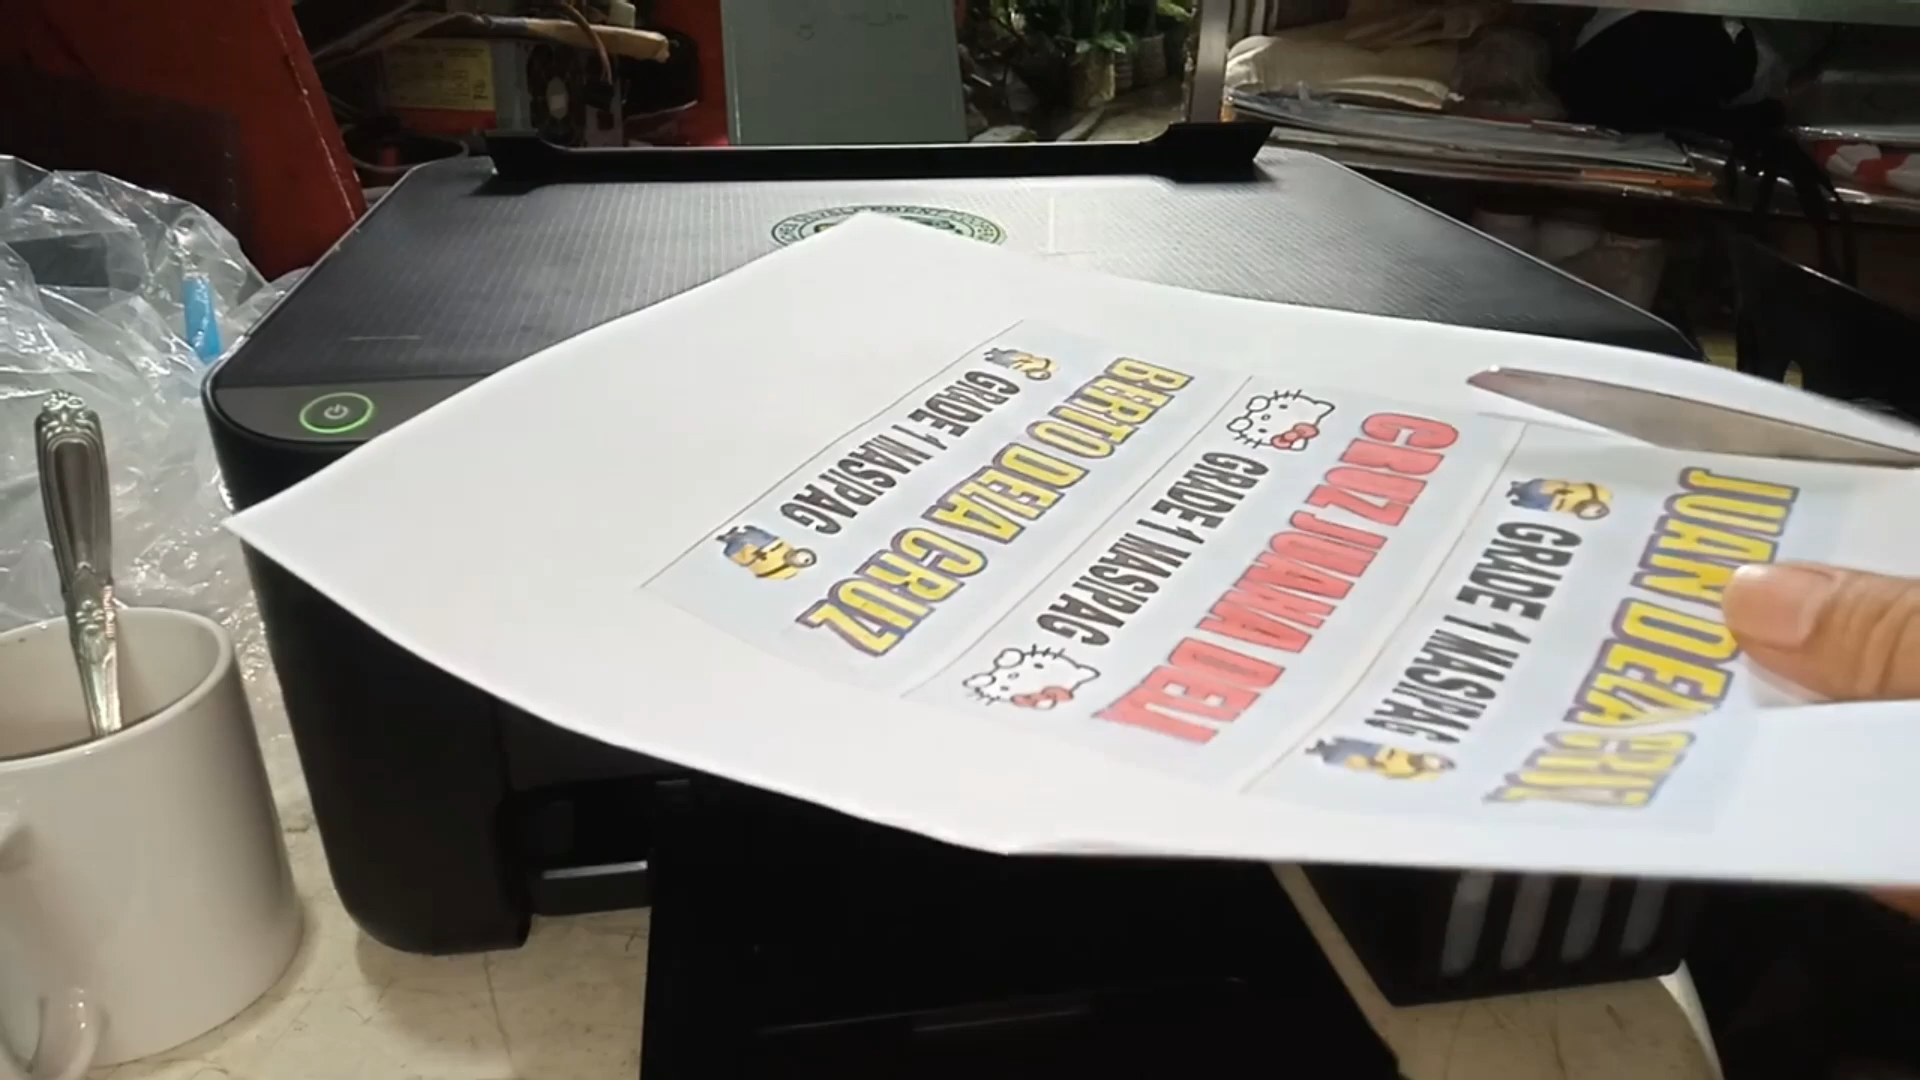 BERTO DELA CRUZ
GRADE 1 MASIPAG
CRUZ JUANA DEL
GRADE 1 MASIPAG
JUAN DELA CRUZ
GRADE 1 MASIPAG